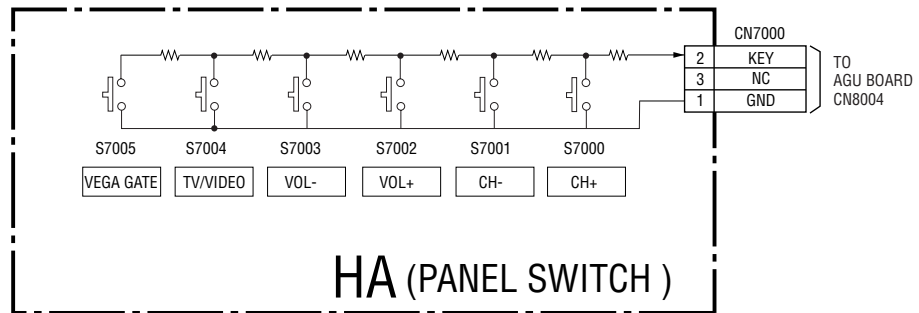 CN7000
2 KEY
3 NC
1 GND
TO
AGU BOARD
CN8004
S7005 S7004 S7003 S7002 S7001 S7000
VEGA GATE TV/VIDEO VOL- VOL+ CH- CH+
HA (PANEL SWITCH )